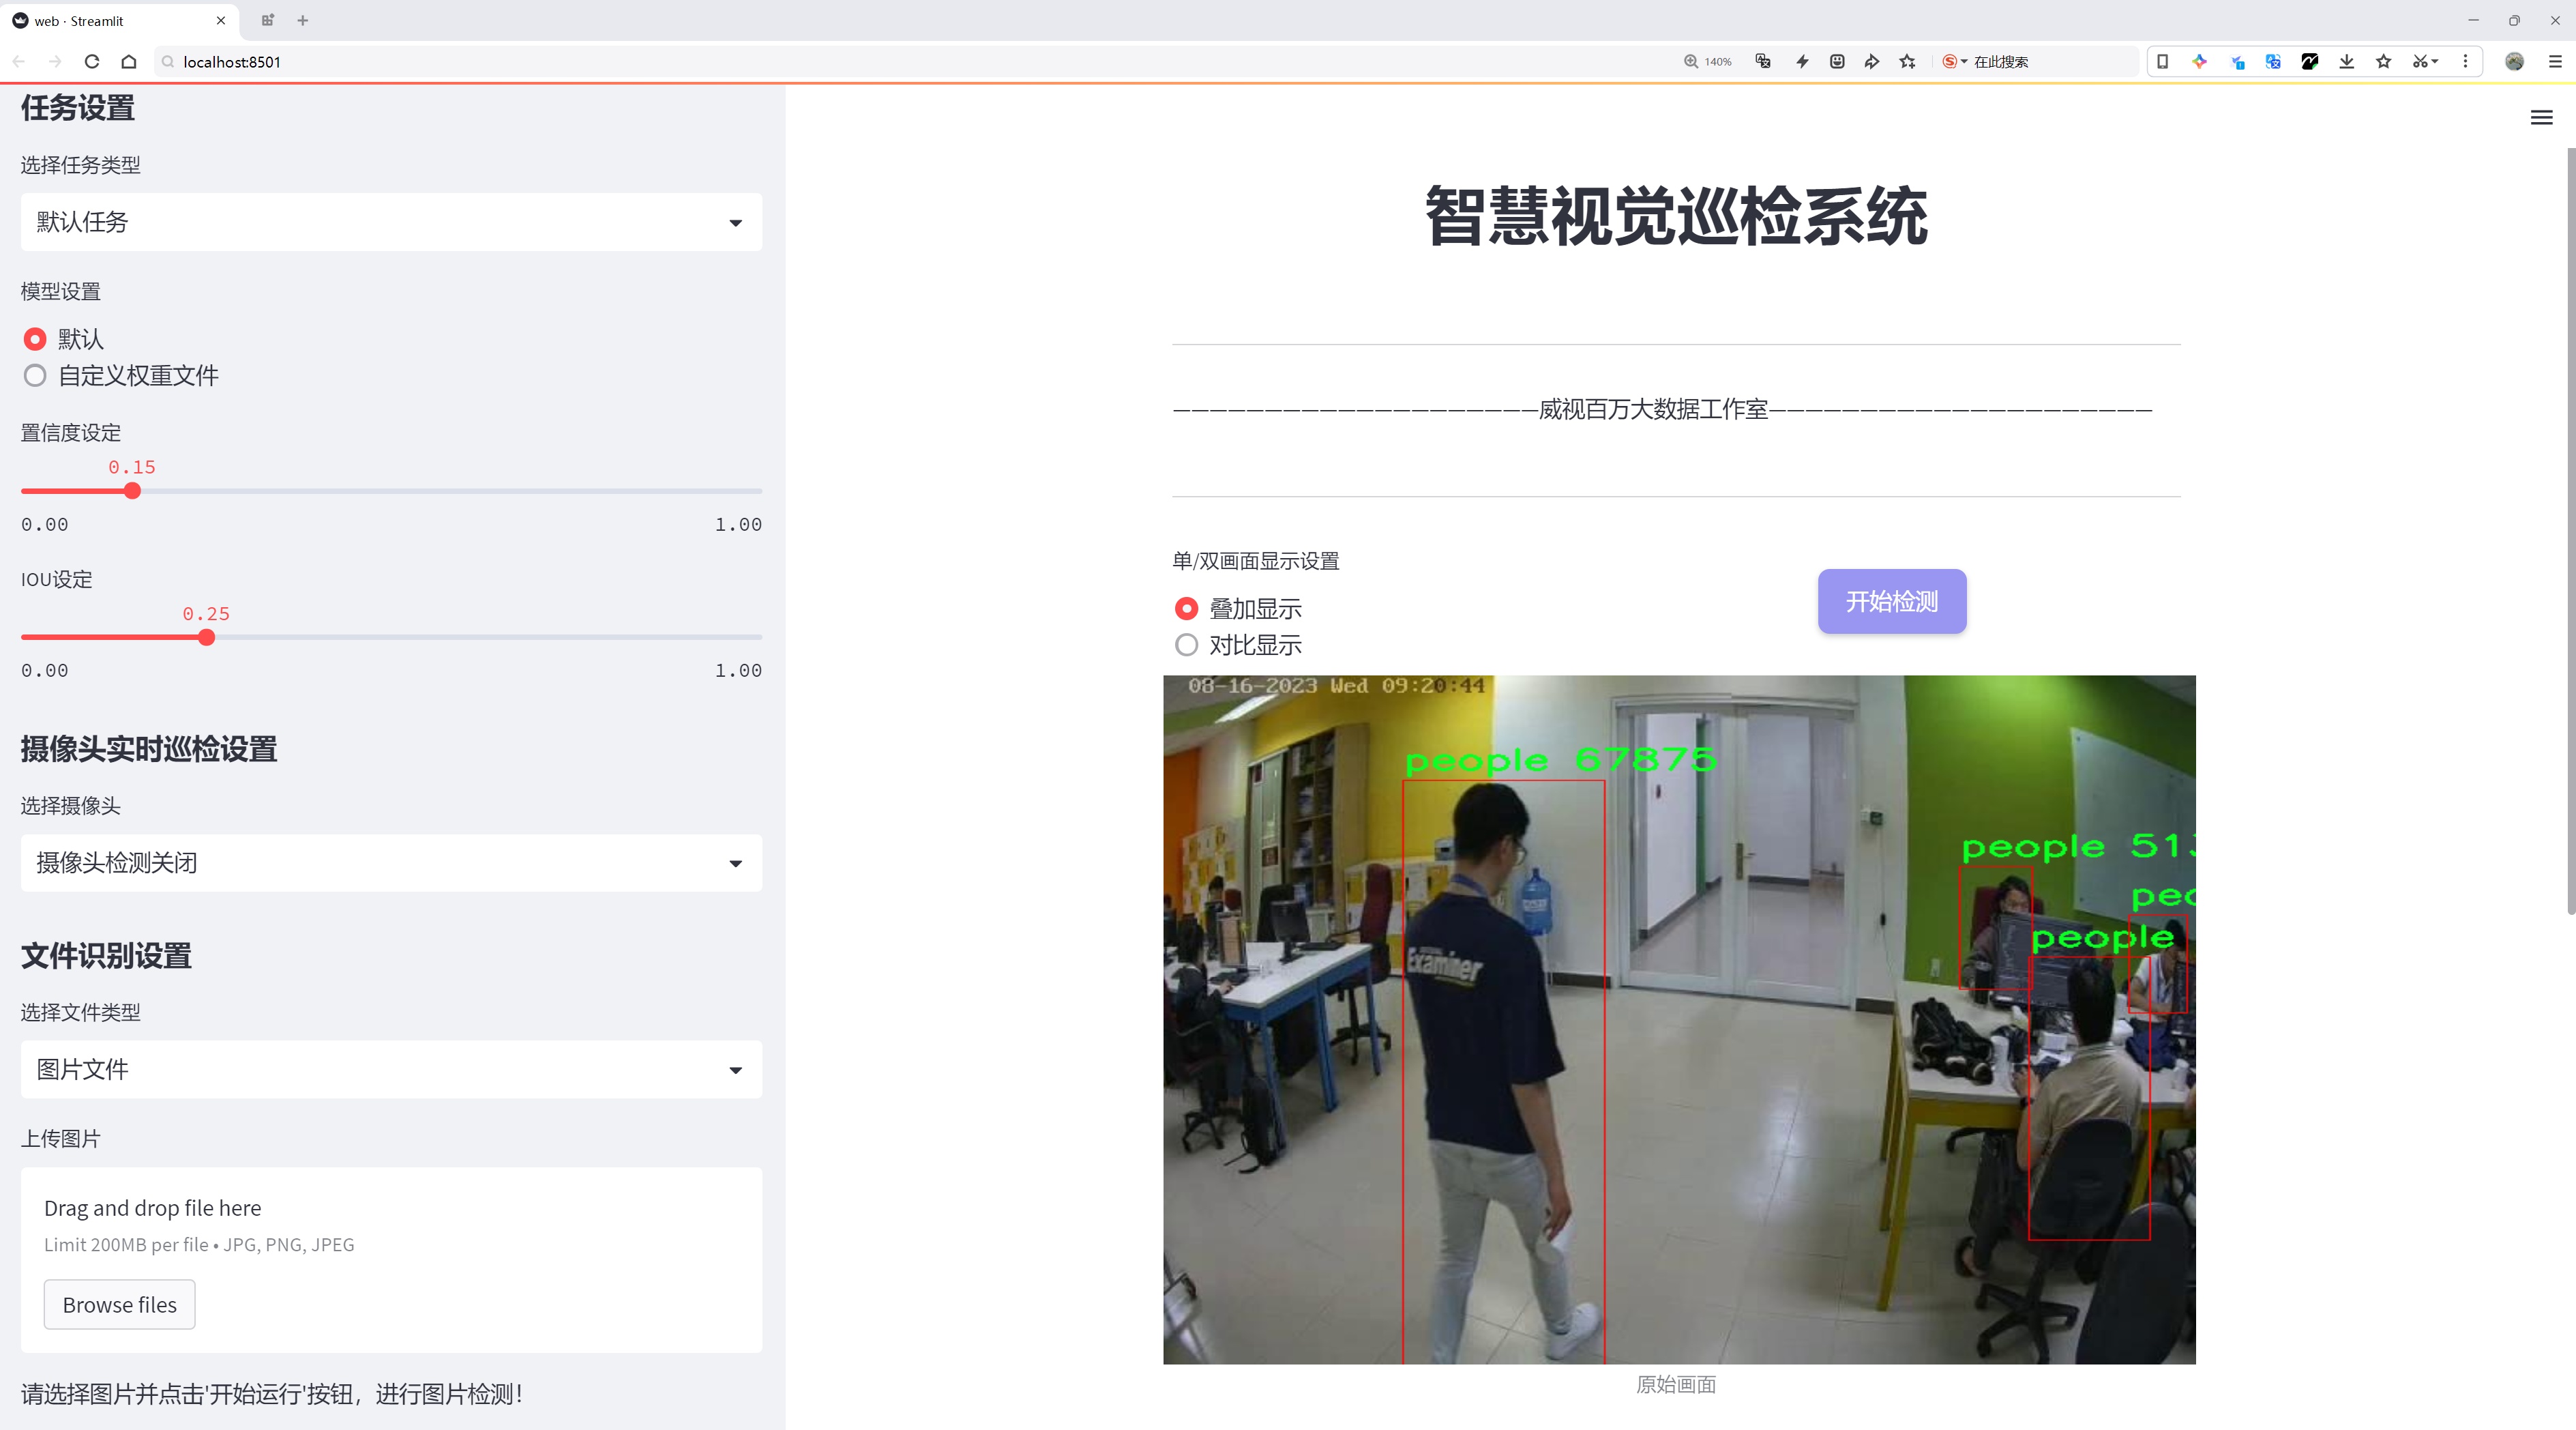 web · Streamlit
localhost:8501
140%
在此搜索
任务设置
选择任务类型
默认任务
模型设置
默认
自定义权重文件
置信度设定
0.15
0.00 1.00
IOU设定
0.25
0.00 1.00
摄像头实时巡检设置
选择摄像头
摄像头检测关闭
文件识别设置
选择文件类型
图片文件
上传图片
Drag and drop file here
Limit 200MB per file • JPG, PNG, JPEG
Browse files
请选择图片并点击'开始运行'按钮，进行图片检测！
智慧视觉巡检系统
————————————————————威视百万大数据工作室—————————————————————
单/双画面显示设置
叠加显示
对比显示
开始检测
08-16-2023 Wed 09:20:44
people 67875
people 51
peo
people
Examiner
原始画面